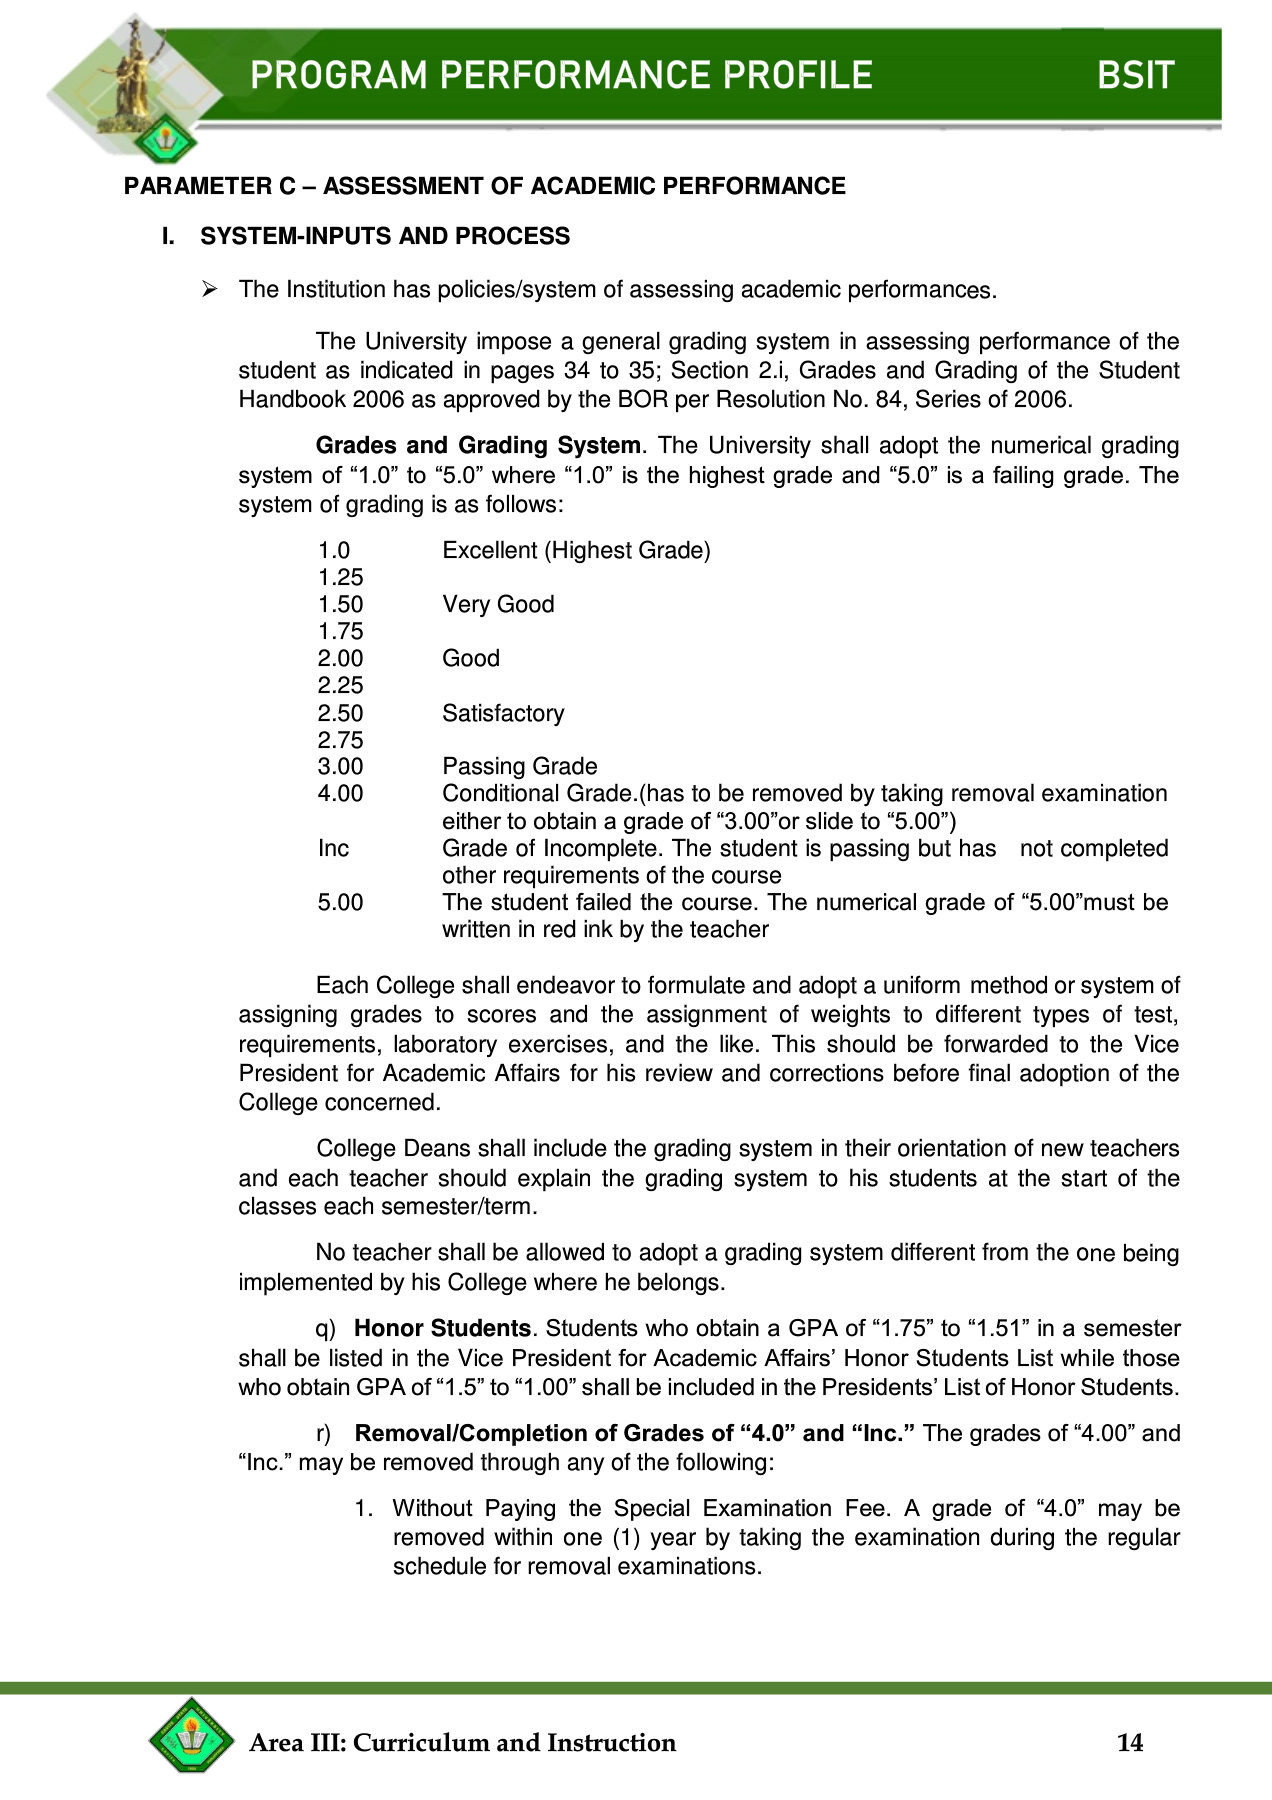 PROGRAM PERFORMANCE PROFILE BSIT
PARAMETER C – ASSESSMENT OF ACADEMIC PERFORMANCE
I. SYSTEM-INPUTS AND PROCESS
➢ The Institution has policies/system of assessing academic performances.
The University impose a general grading system in assessing performance of the
student as indicated in pages 34 to 35; Section 2.i, Grades and Grading of the Student
Handbook 2006 as approved by the BOR per Resolution No. 84, Series of 2006.
Grades and Grading System. The University shall adopt the numerical grading
system of “1.0” to “5.0” where “1.0” is the highest grade and “5.0” is a failing grade. The
system of grading is as follows:
1.0 Excellent (Highest Grade)
1.25
1.50 Very Good
1.75
2.00 Good
2.25
2.50 Satisfactory
2.75
3.00 Passing Grade
4.00 Conditional Grade.(has to be removed by taking removal examination
either to obtain a grade of “3.00”or slide to “5.00”)
Inc Grade of Incomplete. The student is passing but has not completed
other requirements of the course
5.00 The student failed the course. The numerical grade of “5.00”must be
written in red ink by the teacher
Each College shall endeavor to formulate and adopt a uniform method or system of
assigning grades to scores and the assignment of weights to different types of test,
requirements, laboratory exercises, and the like. This should be forwarded to the Vice
President for Academic Affairs for his review and corrections before final adoption of the
College concerned.
College Deans shall include the grading system in their orientation of new teachers
and each teacher should explain the grading system to his students at the start of the
classes each semester/term.
No teacher shall be allowed to adopt a grading system different from the one being
implemented by his College where he belongs.
q) Honor Students. Students who obtain a GPA of “1.75” to “1.51” in a semester
shall be listed in the Vice President for Academic Affairs’ Honor Students List while those
who obtain GPA of “1.5” to “1.00” shall be included in the Presidents’ List of Honor Students.
r) Removal/Completion of Grades of “4.0” and “Inc.” The grades of “4.00” and
“Inc.” may be removed through any of the following:
1. Without Paying the Special Examination Fee. A grade of “4.0” may be
removed within one (1) year by taking the examination during the regular
schedule for removal examinations.
Area III: Curriculum and Instruction 14